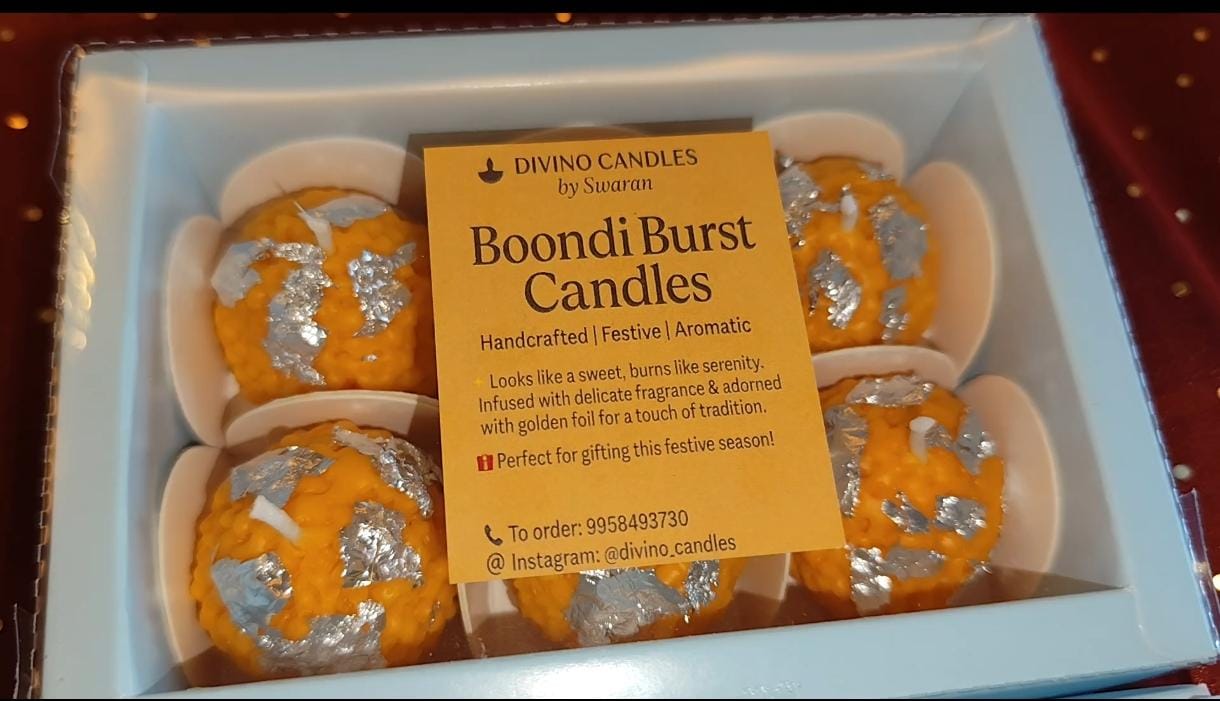 DIVINO CANDLES
by Swaran
Boondi Burst
Candles
Handcrafted | Festive | Aromatic
✨ Looks like a sweet, burns like serenity.
Infused with delicate fragrance & adorned
with golden foil for a touch of tradition.
🎁 Perfect for gifting this festive season!
📞 To order: 9958493730
@ Instagram: @divino_candles